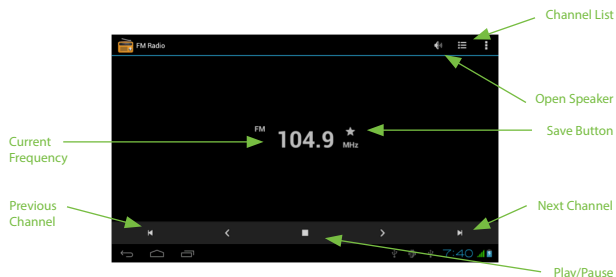 Channel List
FM Radio
Open Speaker
Save Button
FM
104.9
MHz
Current
Frequency
Previous
Channel
Next Channel
7:40
Play/Pause